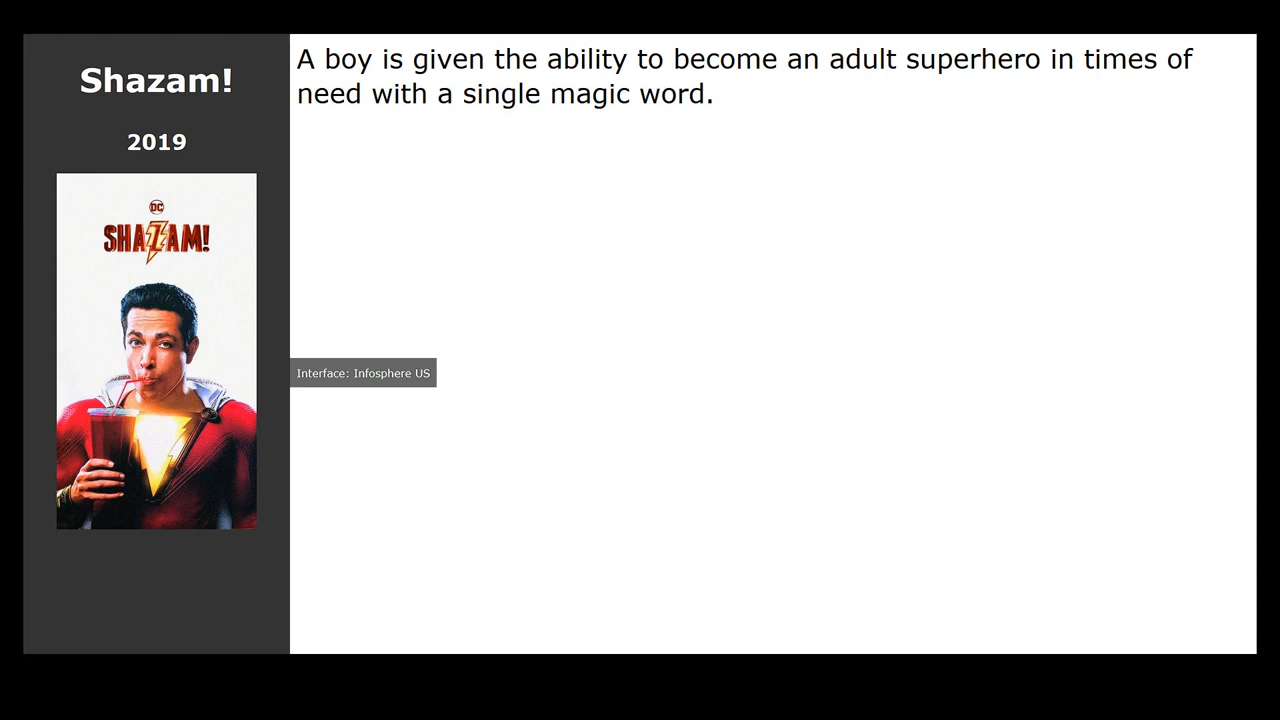 Shazam!
2019
DC
SHAZAM!
A boy is given the ability to become an adult superhero in times of
need with a single magic word.
Interface: Infosphere US